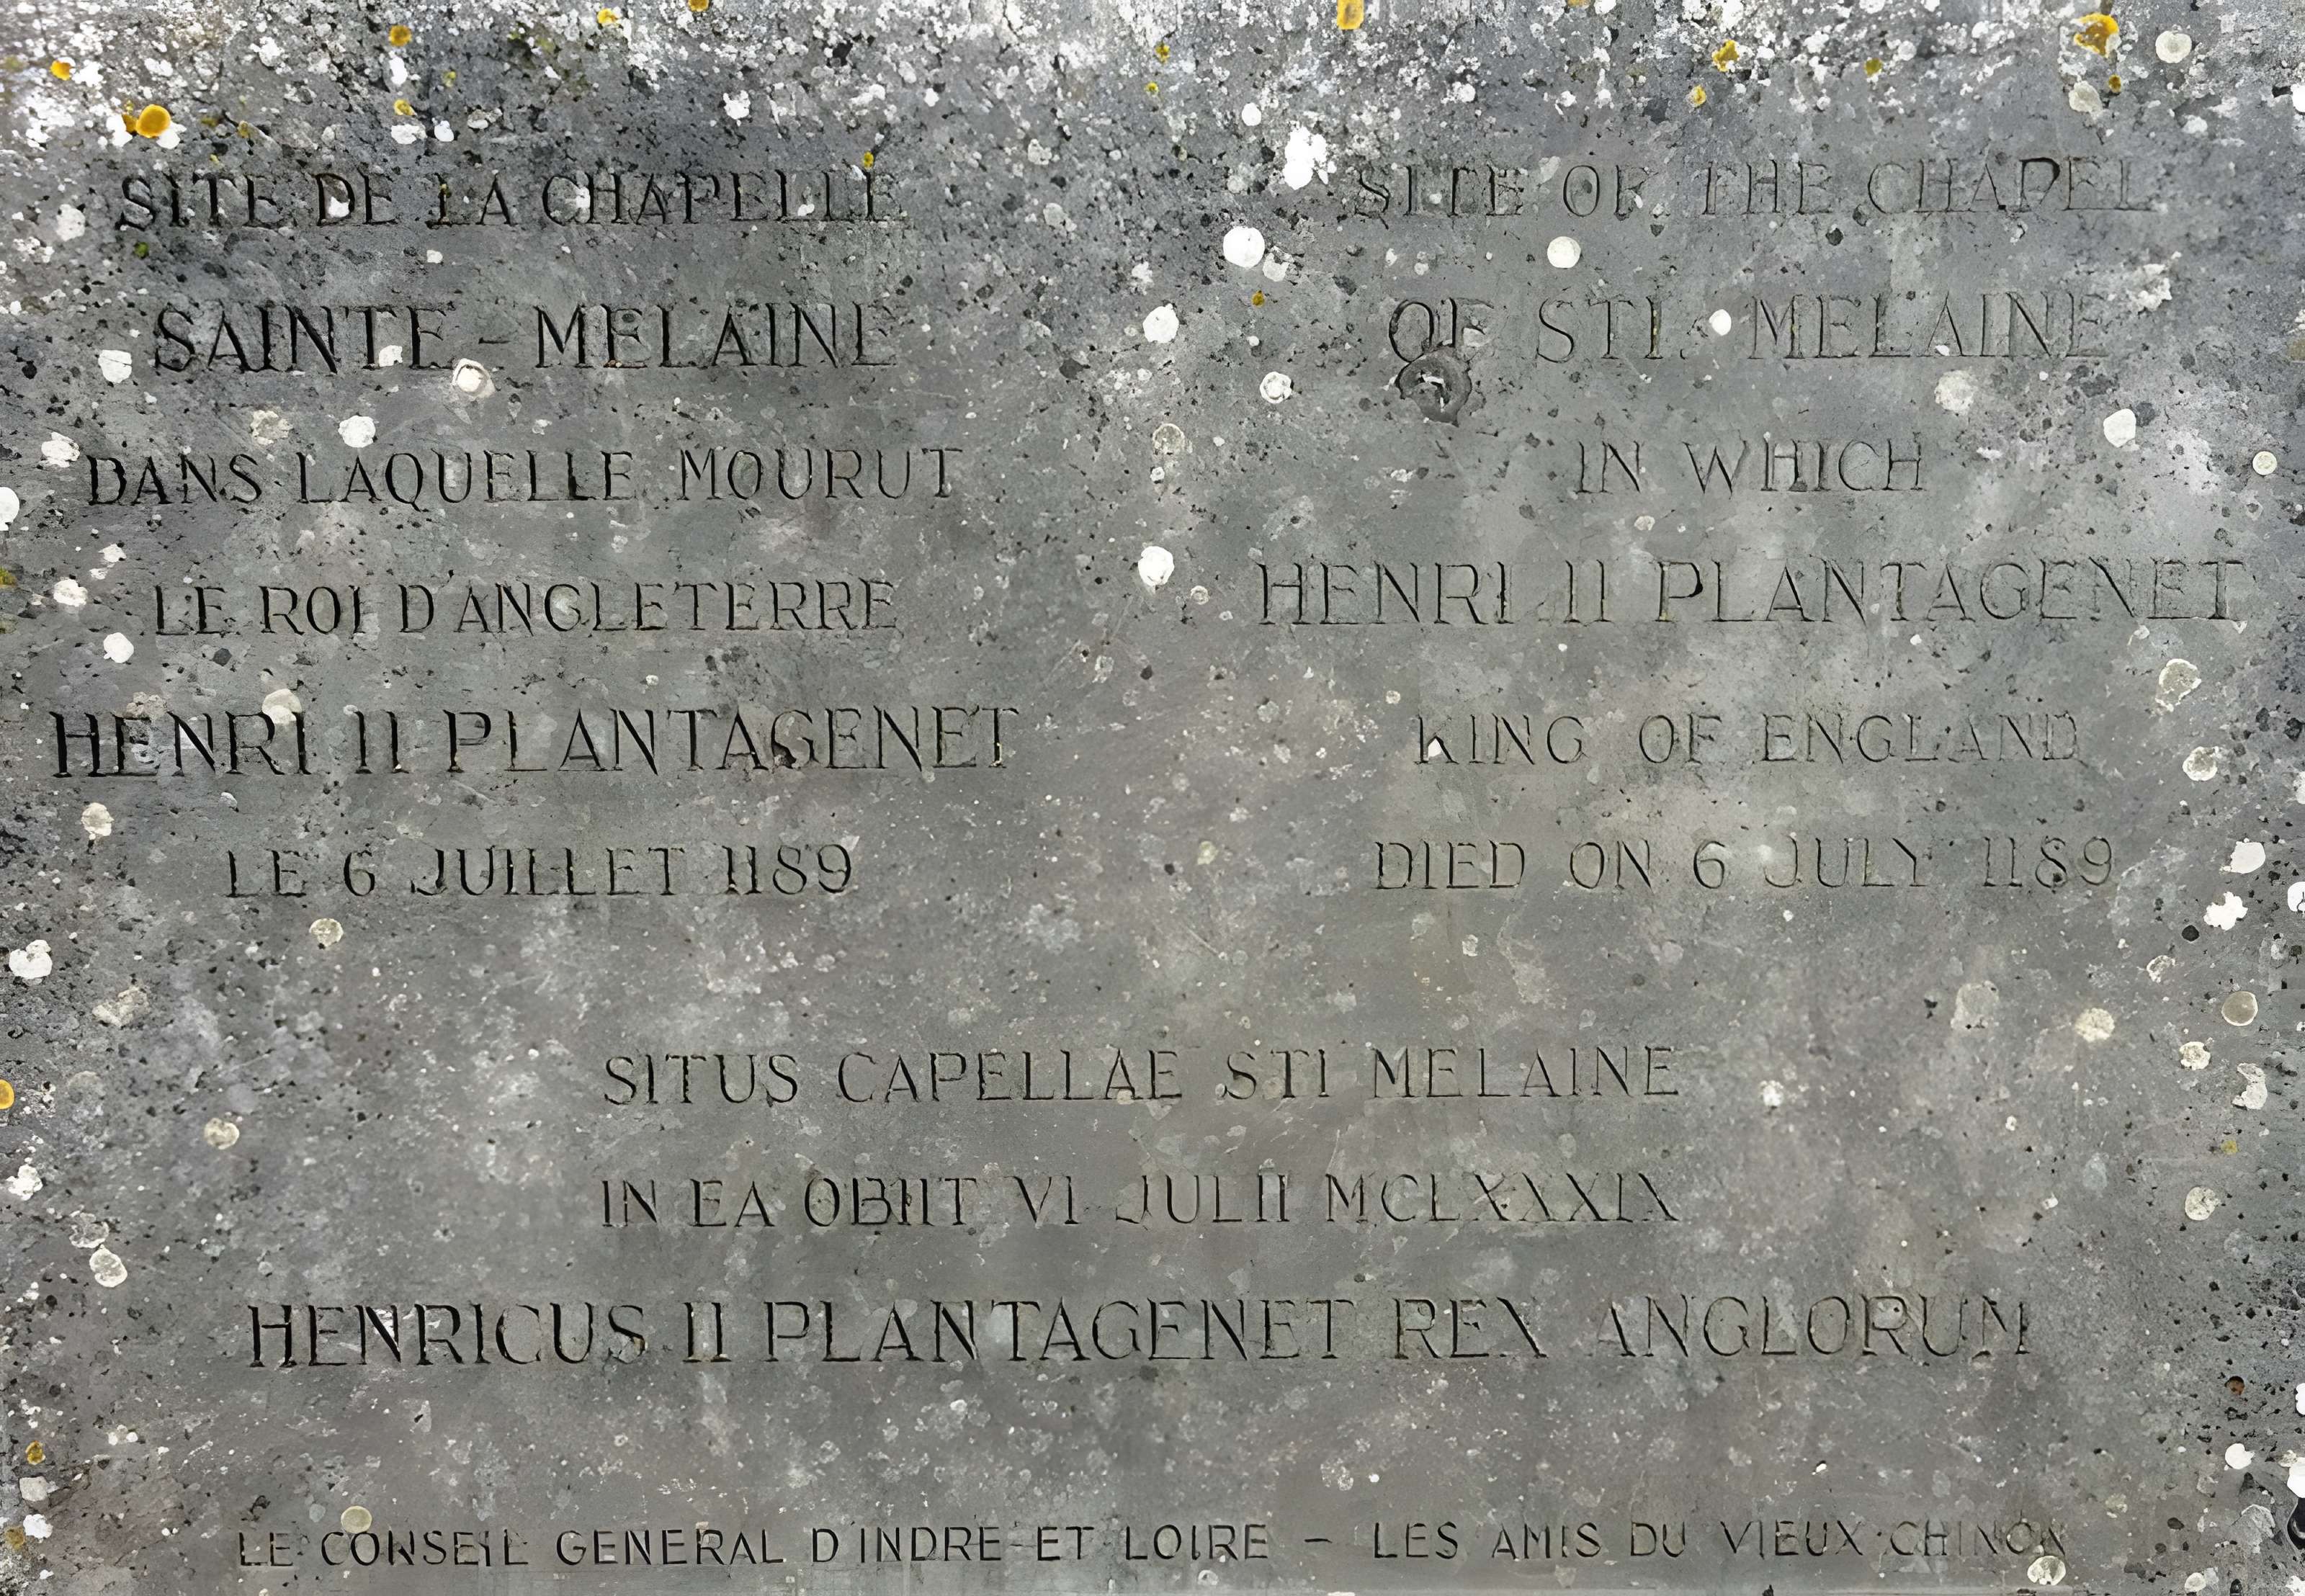 SITE DE LA CHAPELLE
SAINTE - MELAINE
DANS LAQUELLE MOURUT
LE ROI D'ANGLETERRE
HENRI II PLANTAGENET
LE 6 JUILLET 1189
SITE OF THE CHAPEL
OF STI. MELAINE
IN WHICH
HENRI II PLANTAGENET
KING OF ENGLAND
DIED ON 6 JULY 1189
SITUS CAPELLAE STI MELAINE
IN EA OBIIT VI JULII MCLXXXIX
HENRICUS II PLANTAGENET REX ANGLORUM
LE CONSEIL GENERAL D'INDRE ET LOIRE - LES AMIS DU VIEUX CHINON